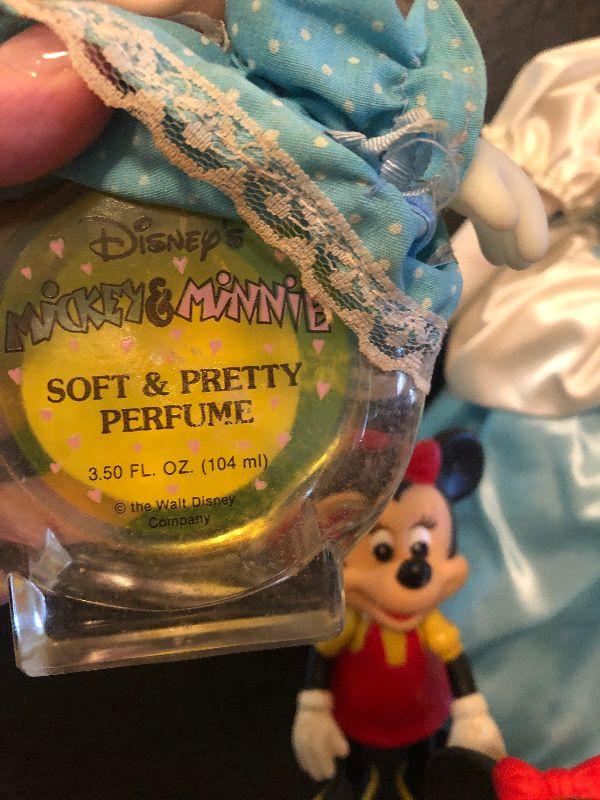 Disney's
Mickey & Minnie
SOFT & PRETTY
PERFUME
3.50 FL. OZ. (104 ml)
© the Walt Disney
Company